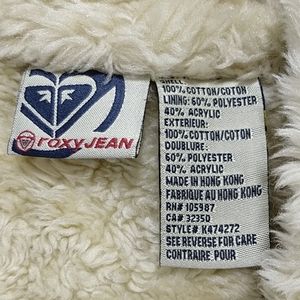 roxy JEAN
SHELL:
100% COTTON/COTON
LINING: 60% POLYESTER
40% ACRYLIC
EXTERIEUR:
100% COTTON/COTON
DOUBLURE:
60% POLYESTER
40% ACRYLIC
MADE IN HONG KONG
FABRIQUE AU HONG KONG
RN# 105987
CA# 32350
STYLE# K474272
SEE REVERSE FOR CARE
CONTRAIRE: POUR